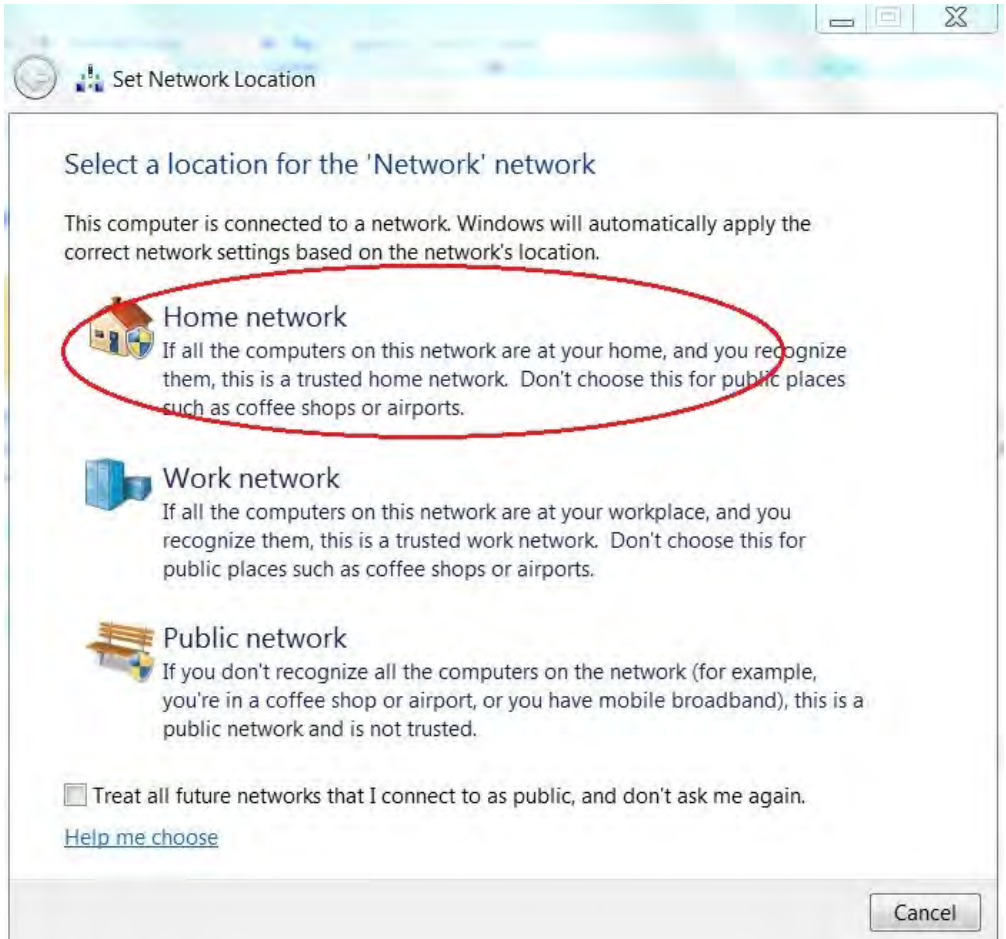 Set Network Location
Select a location for the 'Network' network
This computer is connected to a network. Windows will automatically apply the
correct network settings based on the network's location.
Home network
If all the computers on this network are at your home, and you recognize
them, this is a trusted home network.  Don't choose this for public places
such as coffee shops or airports.
Work network
If all the computers on this network are at your workplace, and you
recognize them, this is a trusted work network.  Don't choose this for
public places such as coffee shops or airports.
Public network
If you don't recognize all the computers on the network (for example,
you're in a coffee shop or airport, or you have mobile broadband), this is a
public network and is not trusted.
Treat all future networks that I connect to as public, and don't ask me again.
Help me choose
Cancel